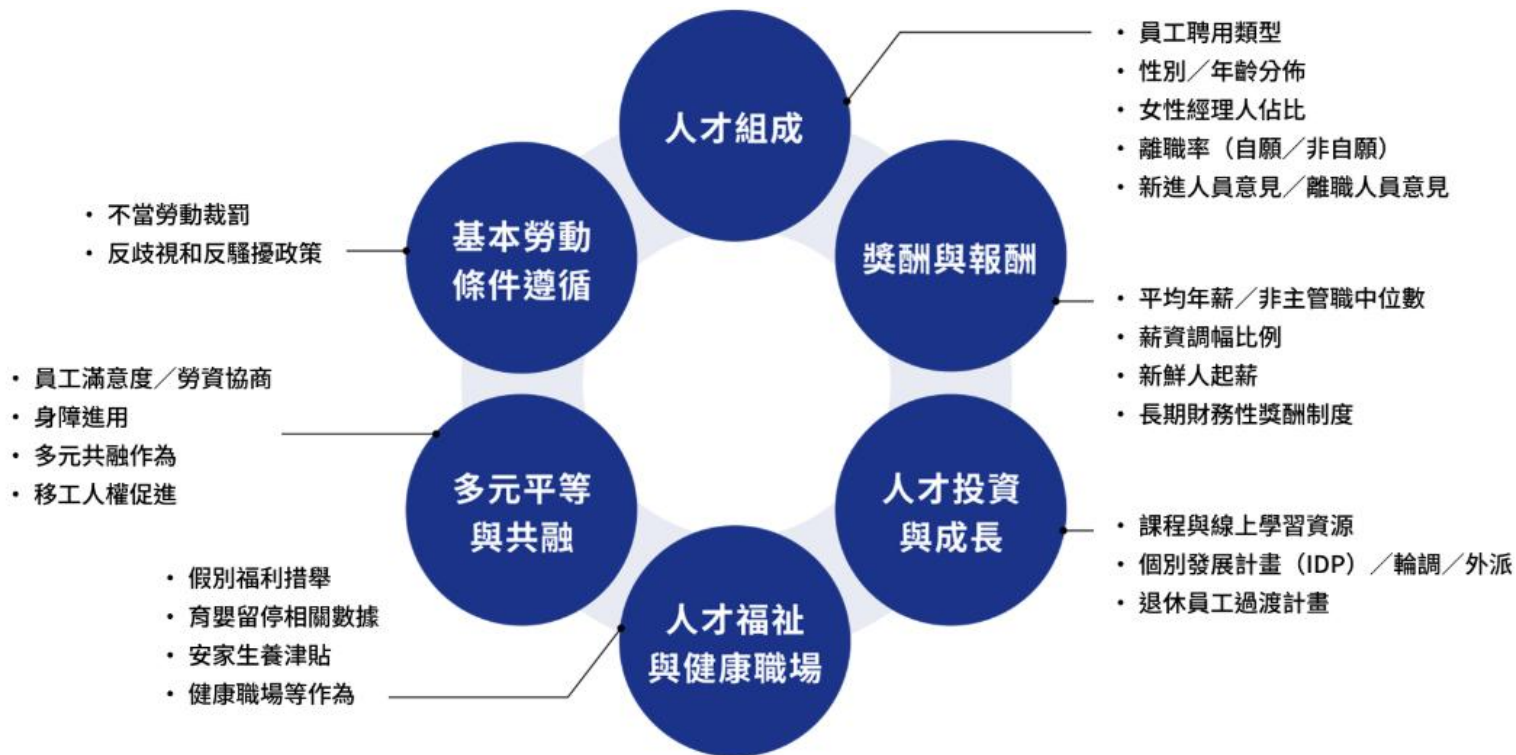 人才組成
• 員工聘用類型
• 性別／年齡分佈
• 女性經理人佔比
• 離職率（自願／非自願）
• 新進人員意見／離職人員意見
獎酬與報酬
• 平均年薪／非主管職中位數
• 薪資調幅比例
• 新鮮人起薪
• 長期財務性獎酬制度
人才投資
與成長
• 課程與線上學習資源
• 個別發展計畫（IDP）／輪調／外派
• 退休員工過渡計畫
人才福祉
與健康職場
• 假別福利措舉
• 育嬰留停相關數據
• 安家生養津貼
• 健康職場等作為
多元平等
與共融
• 員工滿意度／勞資協商
• 身障進用
• 多元共融作為
• 移工人權促進
基本勞動
條件遵循
• 不當勞動裁罰
• 反歧視和反騷擾政策